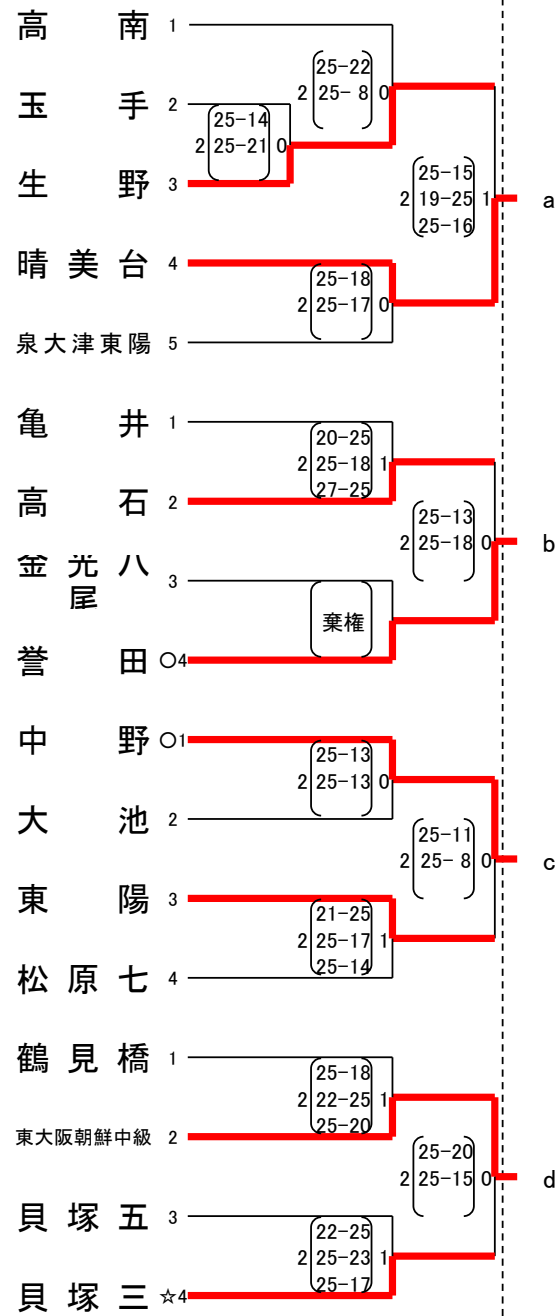 高南 1
25-22
2 25- 8 0
玉手 2
25-14
2 25-21 0
生野 3
25-15
2 19-25 1
25-16
a
晴美台 4
25-18
2 25-17 0
泉大津東陽 5
亀井 1
20-25
2 25-18 1
27-25
高石 2
25-13
2 25-18 0
b
金光八
尾
3
棄権
誉田 ○4
中野 ○1
25-13
2 25-13 0
大池 2
25-11
2 25- 8 0
c
東陽 3
21-25
2 25-17 1
25-14
松原七 4
鶴見橋 1
25-18
2 22-25 1
25-20
東大阪朝鮮中級 2
25-20
2 25-15 0
d
貝塚五 3
22-25
2 25-23 1
25-17
貝塚三 ☆4